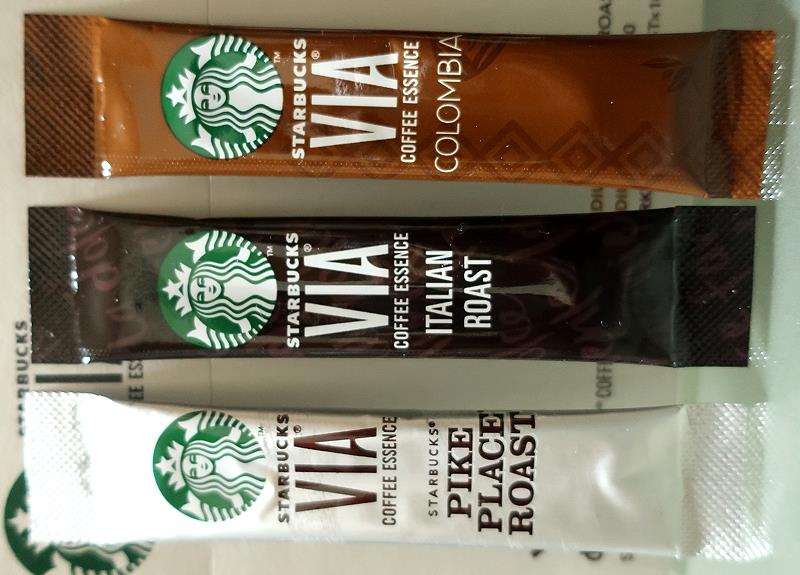 STARBUCKS®
VIA
COFFEE ESSENCE
COLOMBIA
STARBUCKS®
VIA
COFFEE ESSENCE
ITALIAN
ROAST
STARBUCKS®
VIA
COFFEE ESSENCE
STARBUCKS®
PIKE
PLACE
ROAST
STARBUCKS